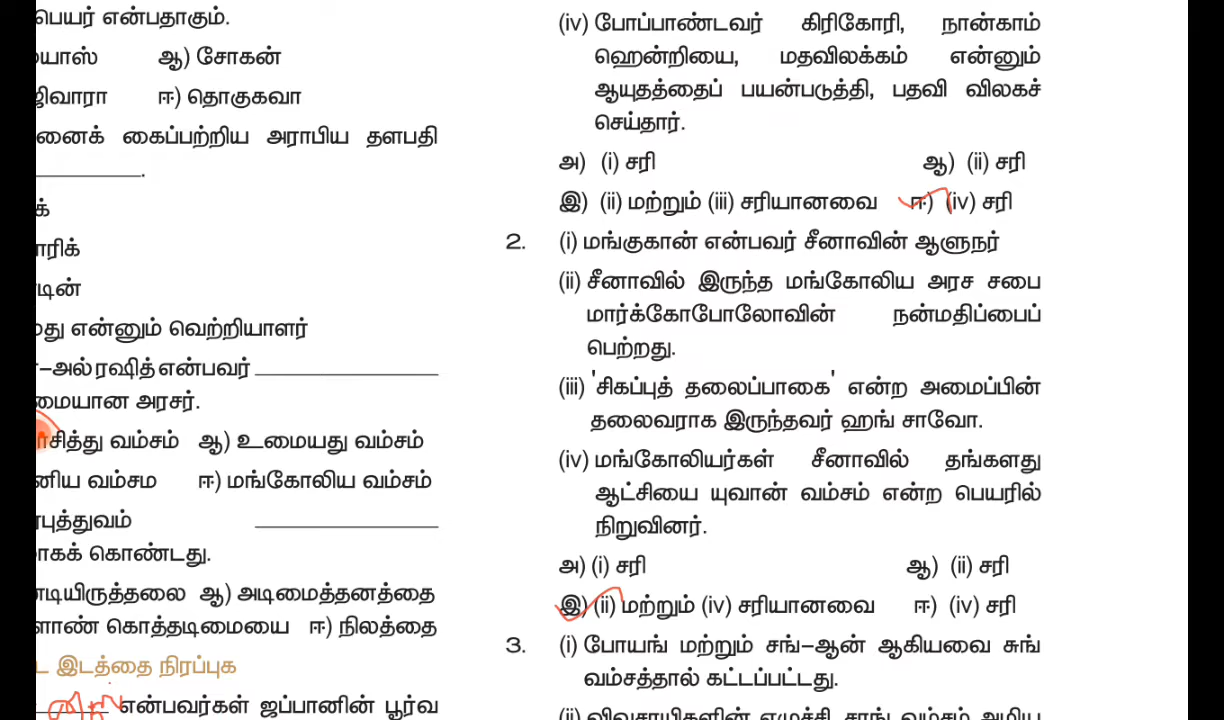 பெயர் என்பதாகும்.
ஆ) சோகன்
ஈ) தொகுகவா
கைப்பற்றிய அராபிய தளபதி
____________.
என்னும் வெற்றியாளர்
அல் ரஷித் என்பவர் ____________
அரசர்.
வம்சம் ஆ) உமையது வம்சம்
வம்சம ஈ) மங்கோலிய வம்சம்
____________
கொண்டது.
ஆ) அடிமைத்தனத்தை
கொத்தடிமையை ஈ) நிலத்தை
இடத்தை நிரப்புக
என்பவர்கள் ஜப்பானின் பூர்வ
(iv) போப்பாண்டவர் கிரிகோரி, நான்காம்
ஹென்றியை, மதவிலக்கம் என்னும்
ஆயுதத்தைப் பயன்படுத்தி, பதவி விலகச்
செய்தார்.
அ) (i) சரி ஆ) (ii) சரி
இ) (ii) மற்றும் (iii) சரியானவை ஈ) (iv) சரி
2. (i) மங்குகான் என்பவர் சீனாவின் ஆளுநர்
(ii) சீனாவில் இருந்த மங்கோலிய அரச சபை
மார்க்கோபோலோவின் நன்மதிப்பைப்
பெற்றது.
(iii) 'சிகப்புத் தலைப்பாகை' என்ற அமைப்பின்
தலைவராக இருந்தவர் ஹங் சாவோ.
(iv) மங்கோலியர்கள் சீனாவில் தங்களது
ஆட்சியை யுவான் வம்சம் என்ற பெயரில்
நிறுவினர்.
அ) (i) சரி ஆ) (ii) சரி
இ) (ii) மற்றும் (iv) சரியானவை ஈ) (iv) சரி
3. (i) போயங் மற்றும் சங்–ஆன் ஆகியவை சுங்
வம்சத்தால் கட்டப்பட்டது.